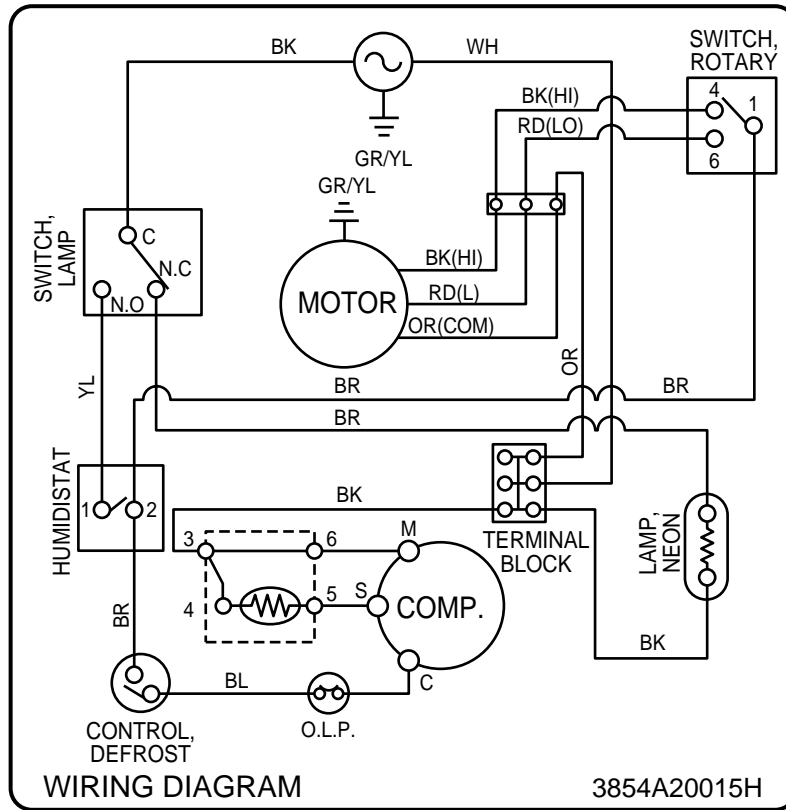 BK
WH
SWITCH,
ROTARY
BK(HI)
4
1
RD(LO)
6
GR/YL
GR/YL
SWITCH,
LAMP
C
N.C
N.O
BK(HI)
MOTOR
RD(L)
OR(COM)
OR
YL
BR
BR
BR
HUMIDISTAT
1
2
BK
TERMINAL
BLOCK
LAMP,
NEON
3
6
M
4
5
S
COMP.
BR
BK
BL
C
CONTROL,
DEFROST
O.L.P.
WIRING DIAGRAM
3854A20015H